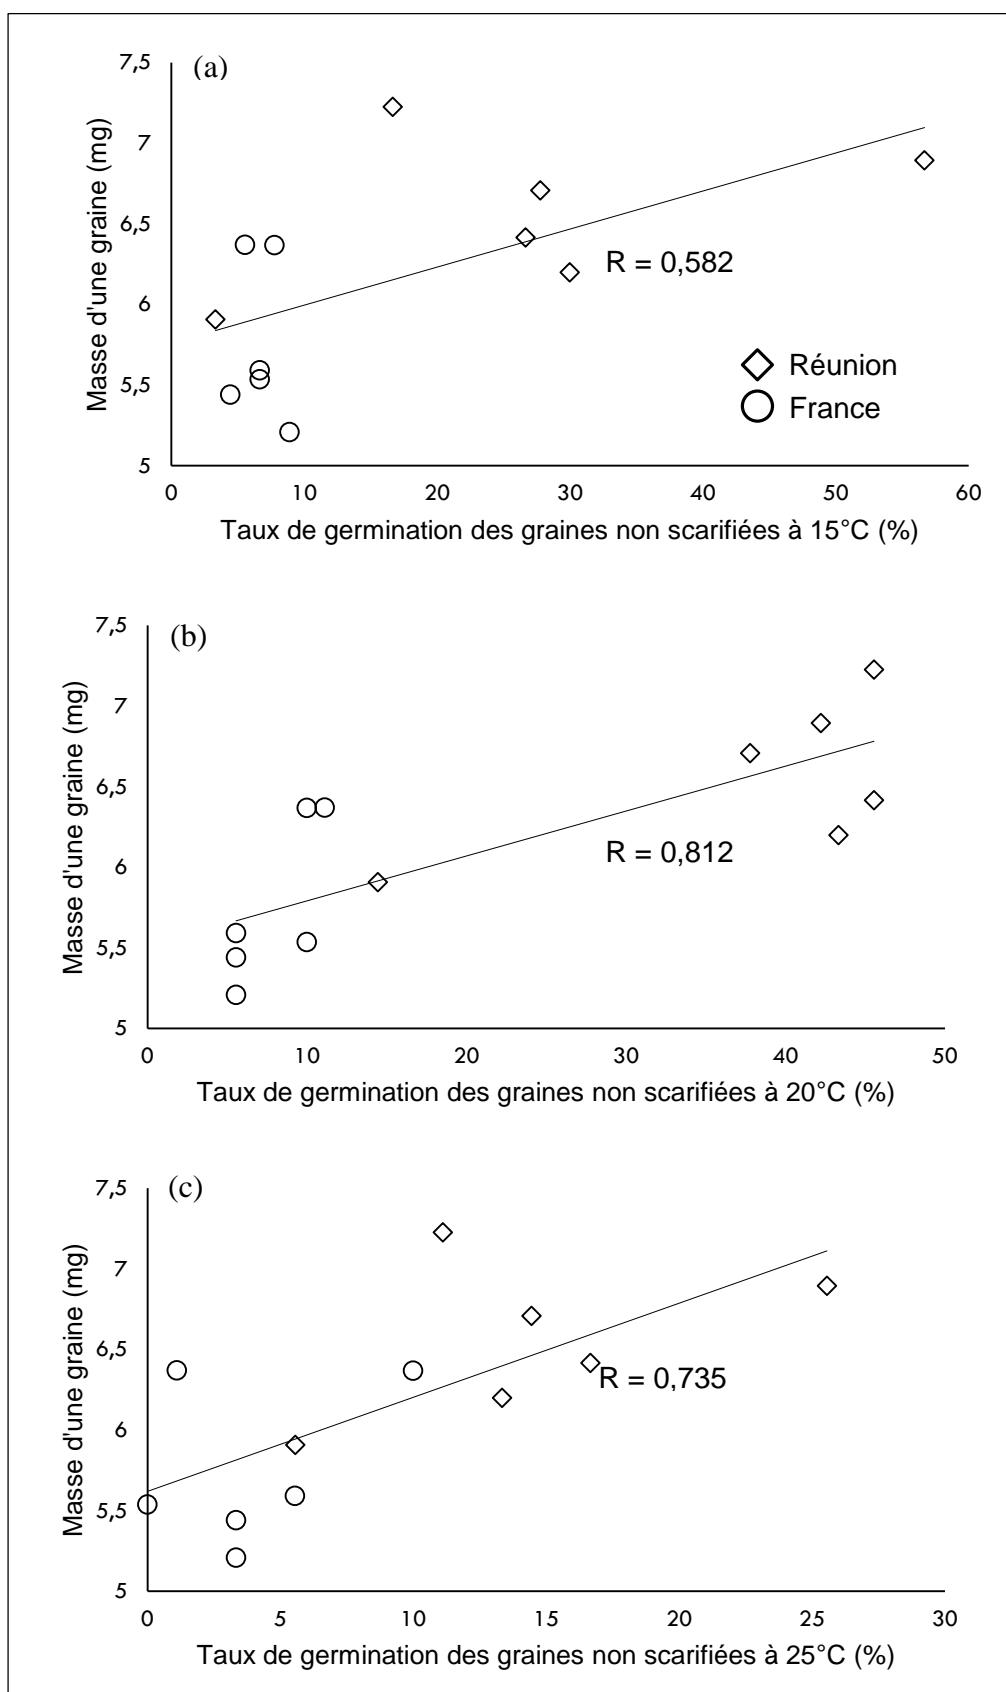 (a)
Masse d'une graine (mg)
7,5
7
6,5
6
5,5
5
R = 0,582
Réunion
France
0 10 20 30 40 50 60
Taux de germination des graines non scarifiées à 15°C (%)
(b)
Masse d'une graine (mg)
7,5
7
6,5
6
5,5
5
R = 0,812
0 10 20 30 40 50
Taux de germination des graines non scarifiées à 20°C (%)
(c)
Masse d'une graine (mg)
7,5
7
6,5
6
5,5
5
R = 0,735
0 5 10 15 20 25 30
Taux de germination des graines non scarifiées à 25°C (%)